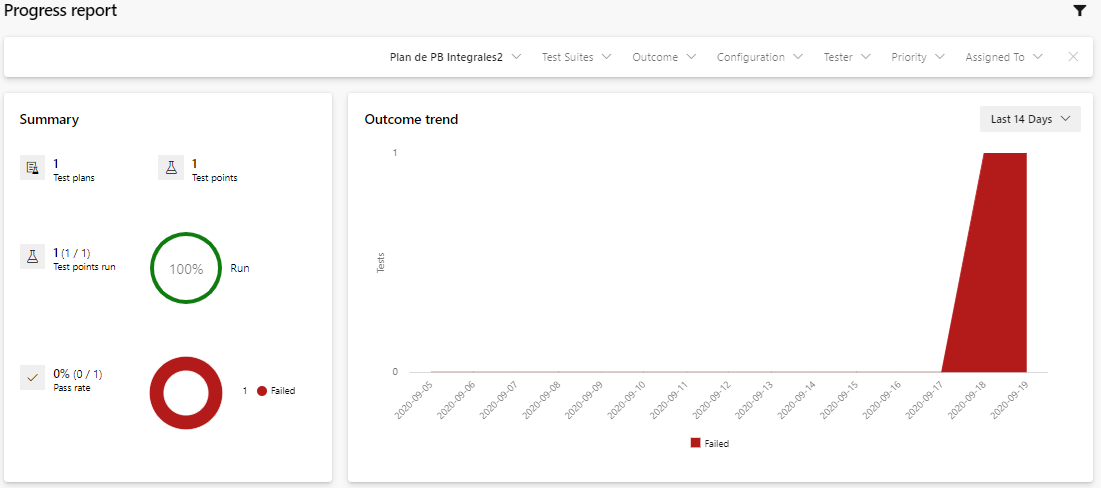 Progress report
Plan de PB Integrales2 Test Suites Outcome Configuration Tester Priority Assigned To
Summary
1
Test plans
1
Test points
1 (1 / 1)
Test points run
100%
Run
0% (0 / 1)
Pass rate
1 Failed
Outcome trend
Last 14 Days
1
Tests
0
2020-09-05 2020-09-06 2020-09-07 2020-09-08 2020-09-09 2020-09-10 2020-09-11 2020-09-12 2020-09-13 2020-09-14 2020-09-15 2020-09-16 2020-09-17 2020-09-18 2020-09-19
Failed